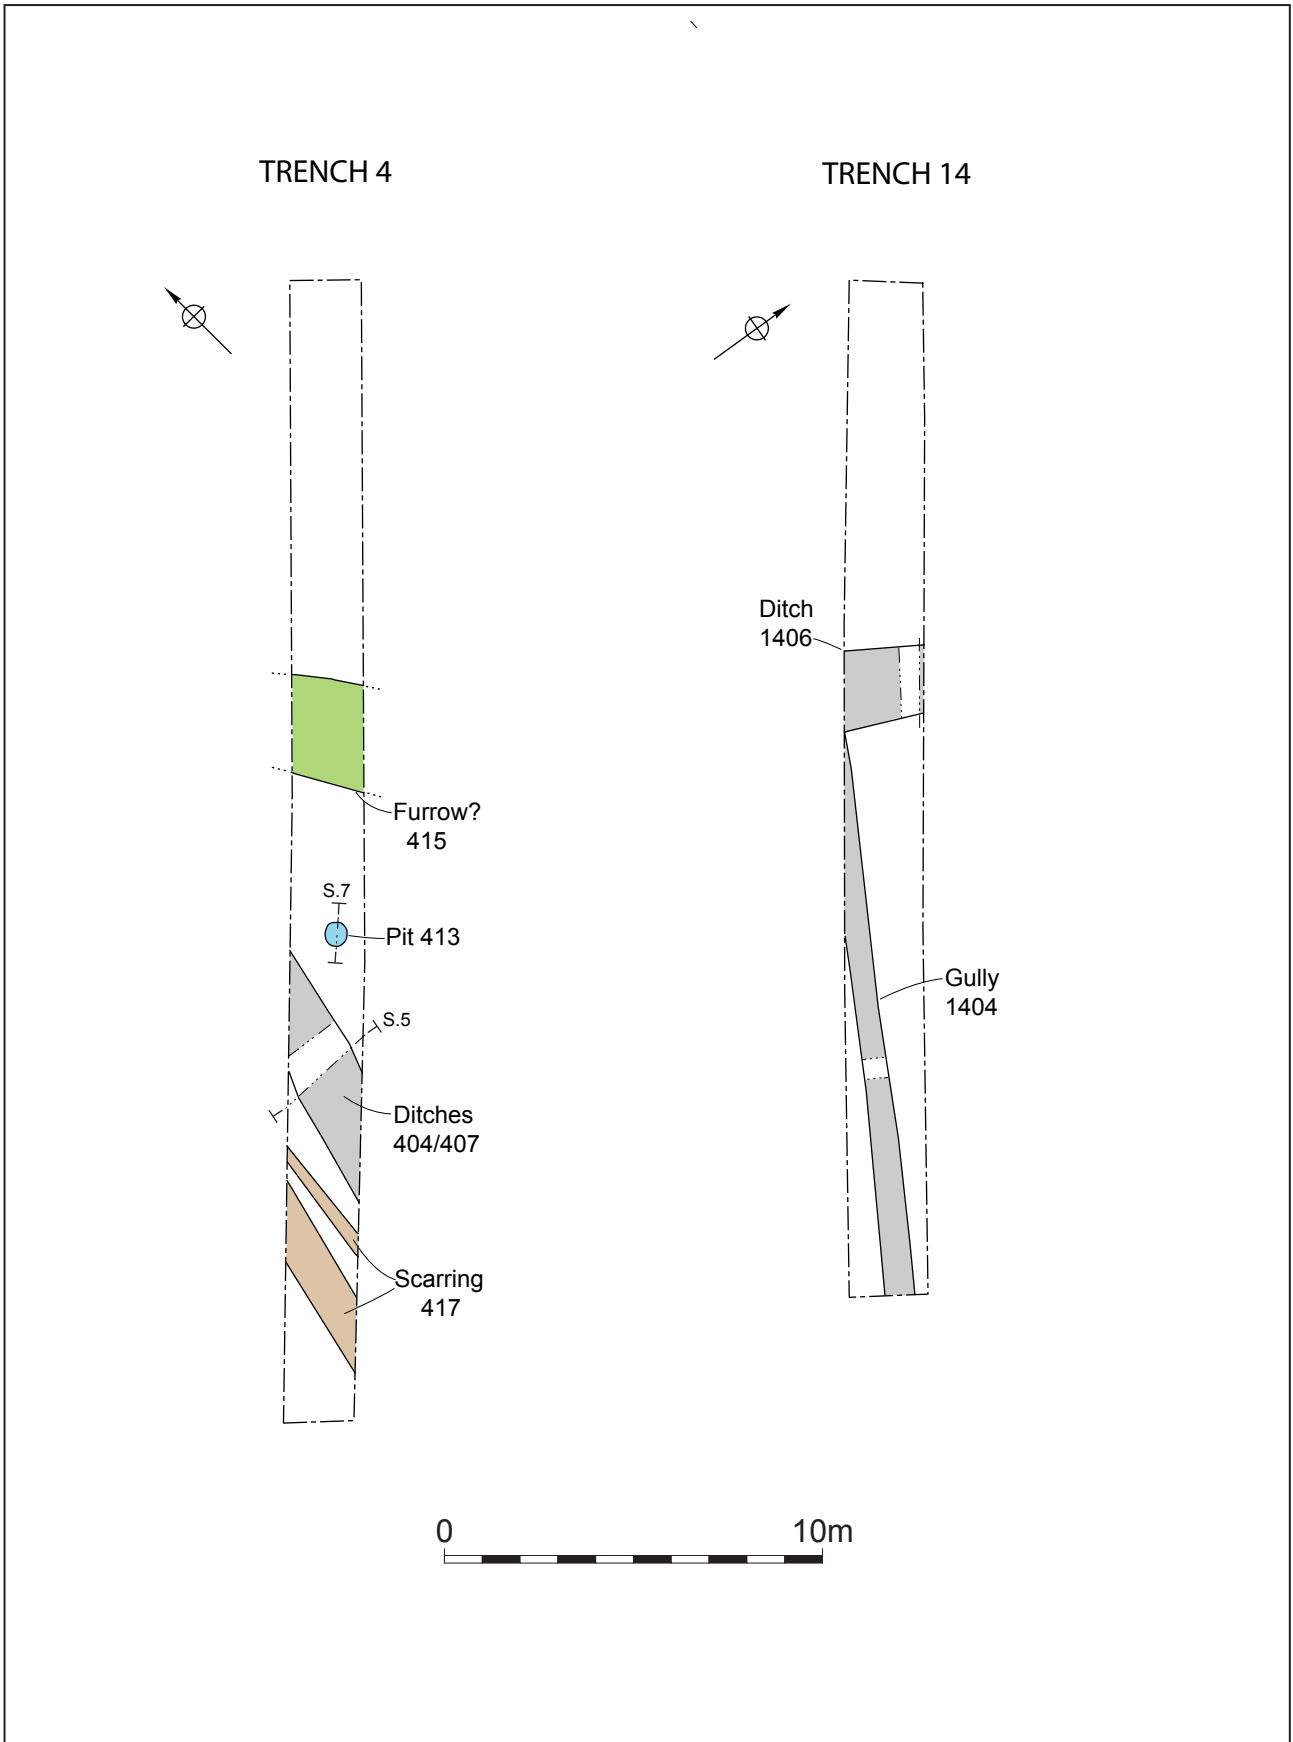 TRENCH 4
TRENCH 14
Ditch
1406
Furrow?
415
S.7
Pit 413
Gully
1404
S.5
Ditches
404/407
Scarring
417
0
10m